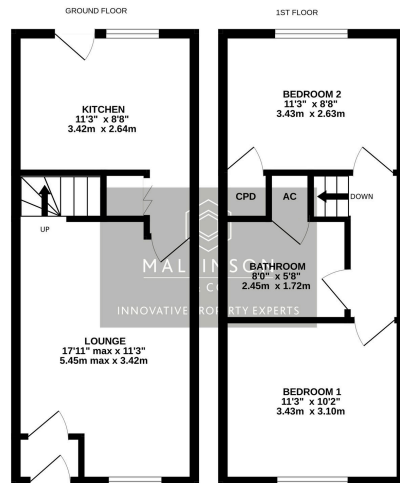 GROUND FLOOR
KITCHEN
11'3" x 8'8"
3.42m x 2.64m
UP
LOUNGE
17'11" max x 11'3"
5.45m max x 3.42m
1ST FLOOR
BEDROOM 2
11'3" x 8'8"
3.43m x 2.63m
CPD
AC
DOWN
BATHROOM
8'0" x 5'8"
2.45m x 1.72m
BEDROOM 1
11'3" x 10'2"
3.43m x 3.10m
MALLINSON
& CO
INNOVATIVE PROPERTY EXPERTS